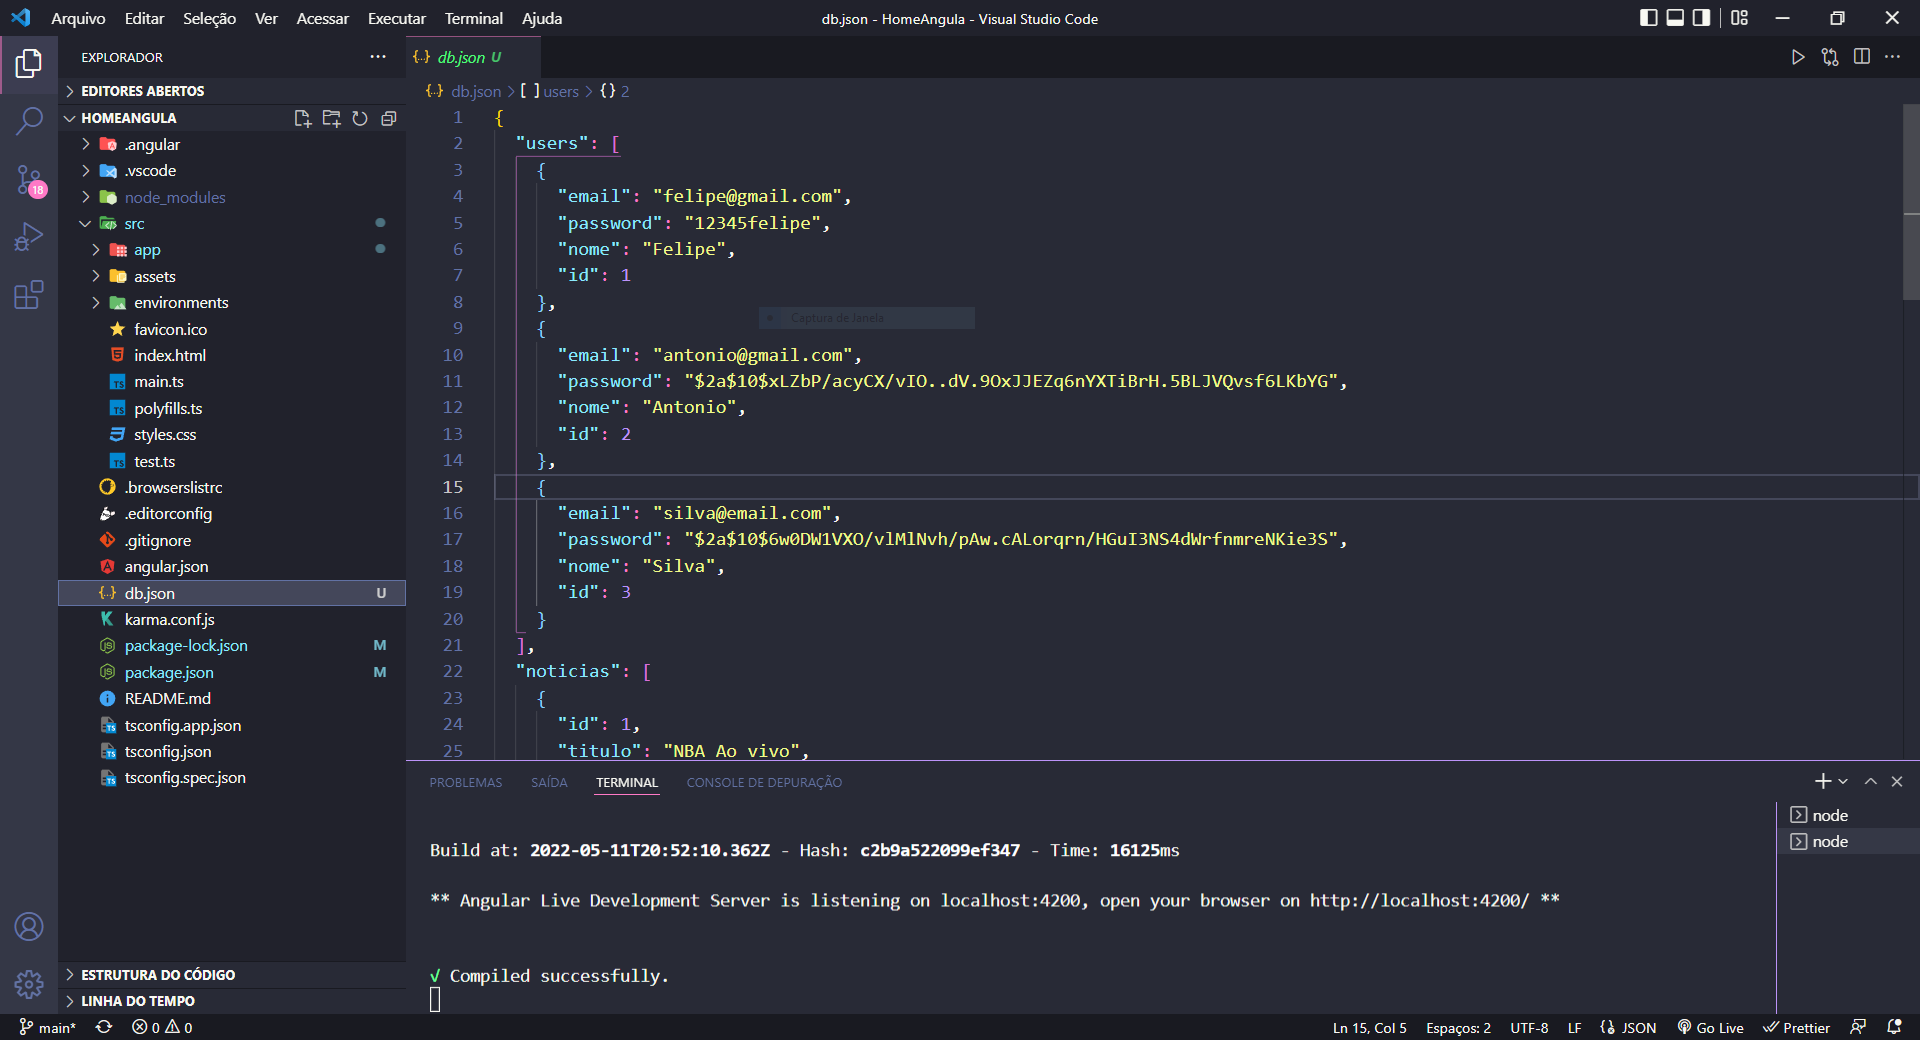 Arquivo Editar Seleção Ver Acessar Executar Terminal Ajuda
db.json - HomeAngula - Visual Studio Code
EXPLORADOR
EDITORES ABERTOS
HOMEANGULA
.angular
.vscode
node_modules
src
app
assets
environments
favicon.ico
index.html
main.ts
polyfills.ts
styles.css
test.ts
.browserslistrc
.editorconfig
.gitignore
angular.json
db.json U
karma.conf.js
package-lock.json M
package.json M
README.md
tsconfig.app.json
tsconfig.json
tsconfig.spec.json
ESTRUTURA DO CÓDIGO
LINHA DO TEMPO
18
{..} db.json U
{..} db.json > [ ] users > {} 2
1 {
2 "users": [
3 {
4 "email": "felipe@gmail.com",
5 "password": "12345felipe",
6 "nome": "Felipe",
7 "id": 1
8 },
Captura de Janela
9 {
10 "email": "antonio@gmail.com",
11 "password": "$2a$10$xLZbP/acyCX/vIO..dV.9OxJJEZq6nYXTiBrH.5BLJVQvsf6LKbYG",
12 "nome": "Antonio",
13 "id": 2
14 },
15 {
16 "email": "silva@email.com",
17 "password": "$2a$10$6w0DW1VXO/vlMlNvh/pAw.cALorqrn/HGuI3NS4dWrfnmreNKie3S",
18 "nome": "Silva",
19 "id": 3
20 }
21 ],
22 "noticias": [
23 {
24 "id": 1,
25 "titulo": "NBA Ao vivo",
PROBLEMAS SAÍDA TERMINAL CONSOLE DE DEPURAÇÃO
Build at: 2022-05-11T20:52:10.362Z - Hash: c2b9a522099ef347 - Time: 16125ms
** Angular Live Development Server is listening on localhost:4200, open your browser on http://localhost:4200/ **
√ Compiled successfully.
node
node
main* 0 0
Ln 15, Col 5 Espaços: 2 UTF-8 LF JSON Go Live Prettier